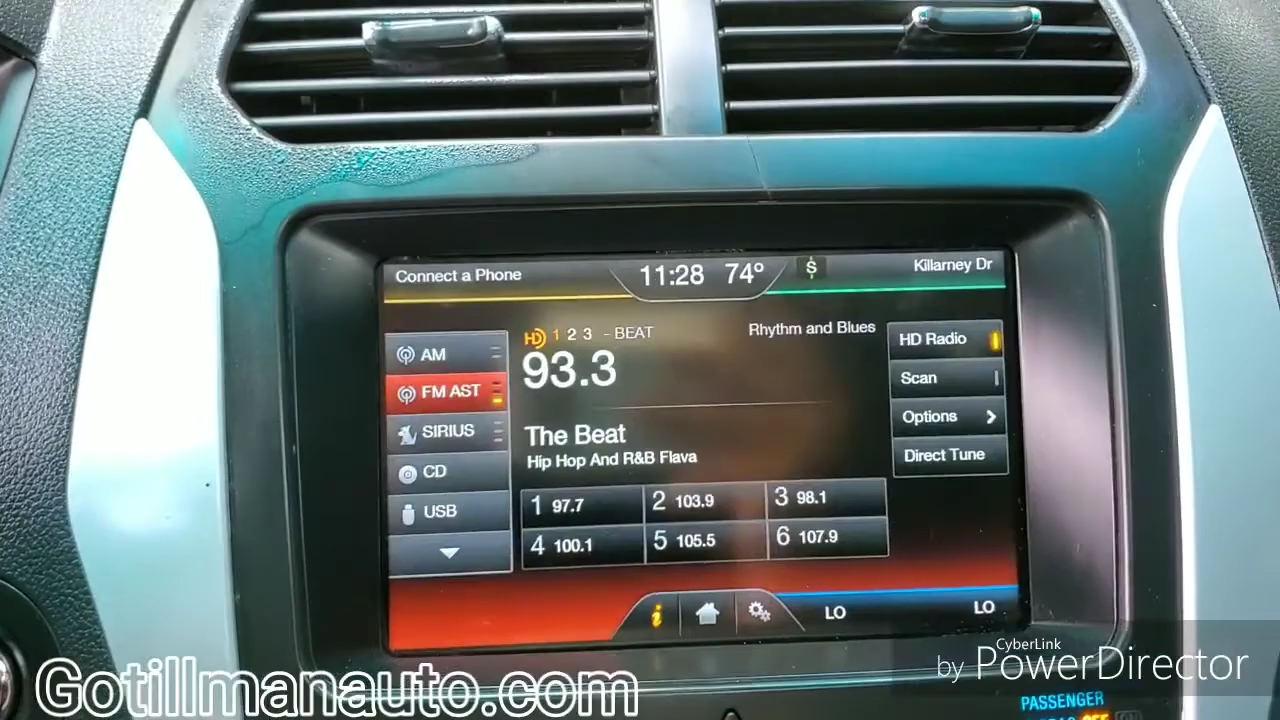 Connect a Phone
11:28 74°
$
Killarney Dr
AM
FM AST
SIRIUS
CD
USB
HD 1 2 3 - BEAT
Rhythm and Blues
93.3
The Beat
Hip Hop And R&B Flava
1 97.7
2 103.9
3 98.1
4 100.1
5 105.5
6 107.9
HD Radio
Scan
Options
Direct Tune
i
LO
LO
CyberLink
by PowerDirector
Gotillmanauto.com
PASSENGER
OFF